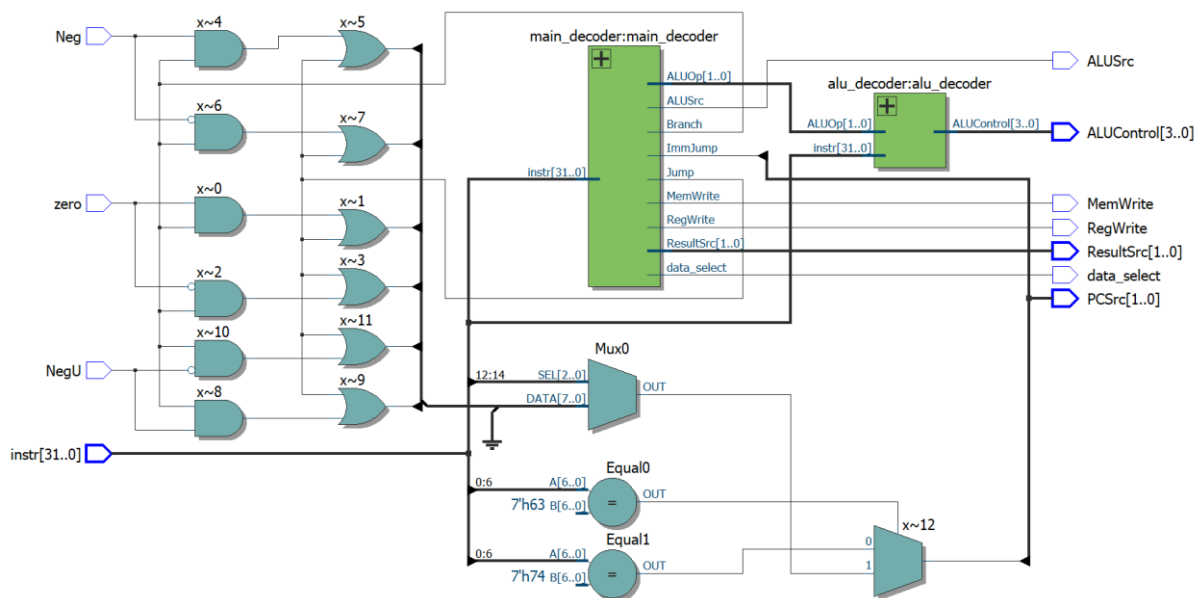 x~4
x~5
Neg
x~6
x~7
zero
x~0
x~1
x~2
x~3
x~10
x~11
NegU
x~8
x~9
instr[31..0]
main_decoder:main_decoder
instr[31..0]
ALUOp[1..0]
ALUSrc
Branch
ImmJump
Jump
MemWrite
RegWrite
ResultSrc[1..0]
data_select
alu_decoder:alu_decoder
ALUOp[1..0]
instr[31..0]
ALUControl[3..0]
ALUSrc
ALUControl[3..0]
MemWrite
RegWrite
ResultSrc[1..0]
data_select
PCSrc[1..0]
Mux0
12:14
SEL[2..0]
DATA[7..0]
OUT
Equal0
0:6
A[6..0]
7'h63
B[6..0]
OUT
Equal1
0:6
A[6..0]
7'h74
B[6..0]
OUT
=
=
x~12
0
1